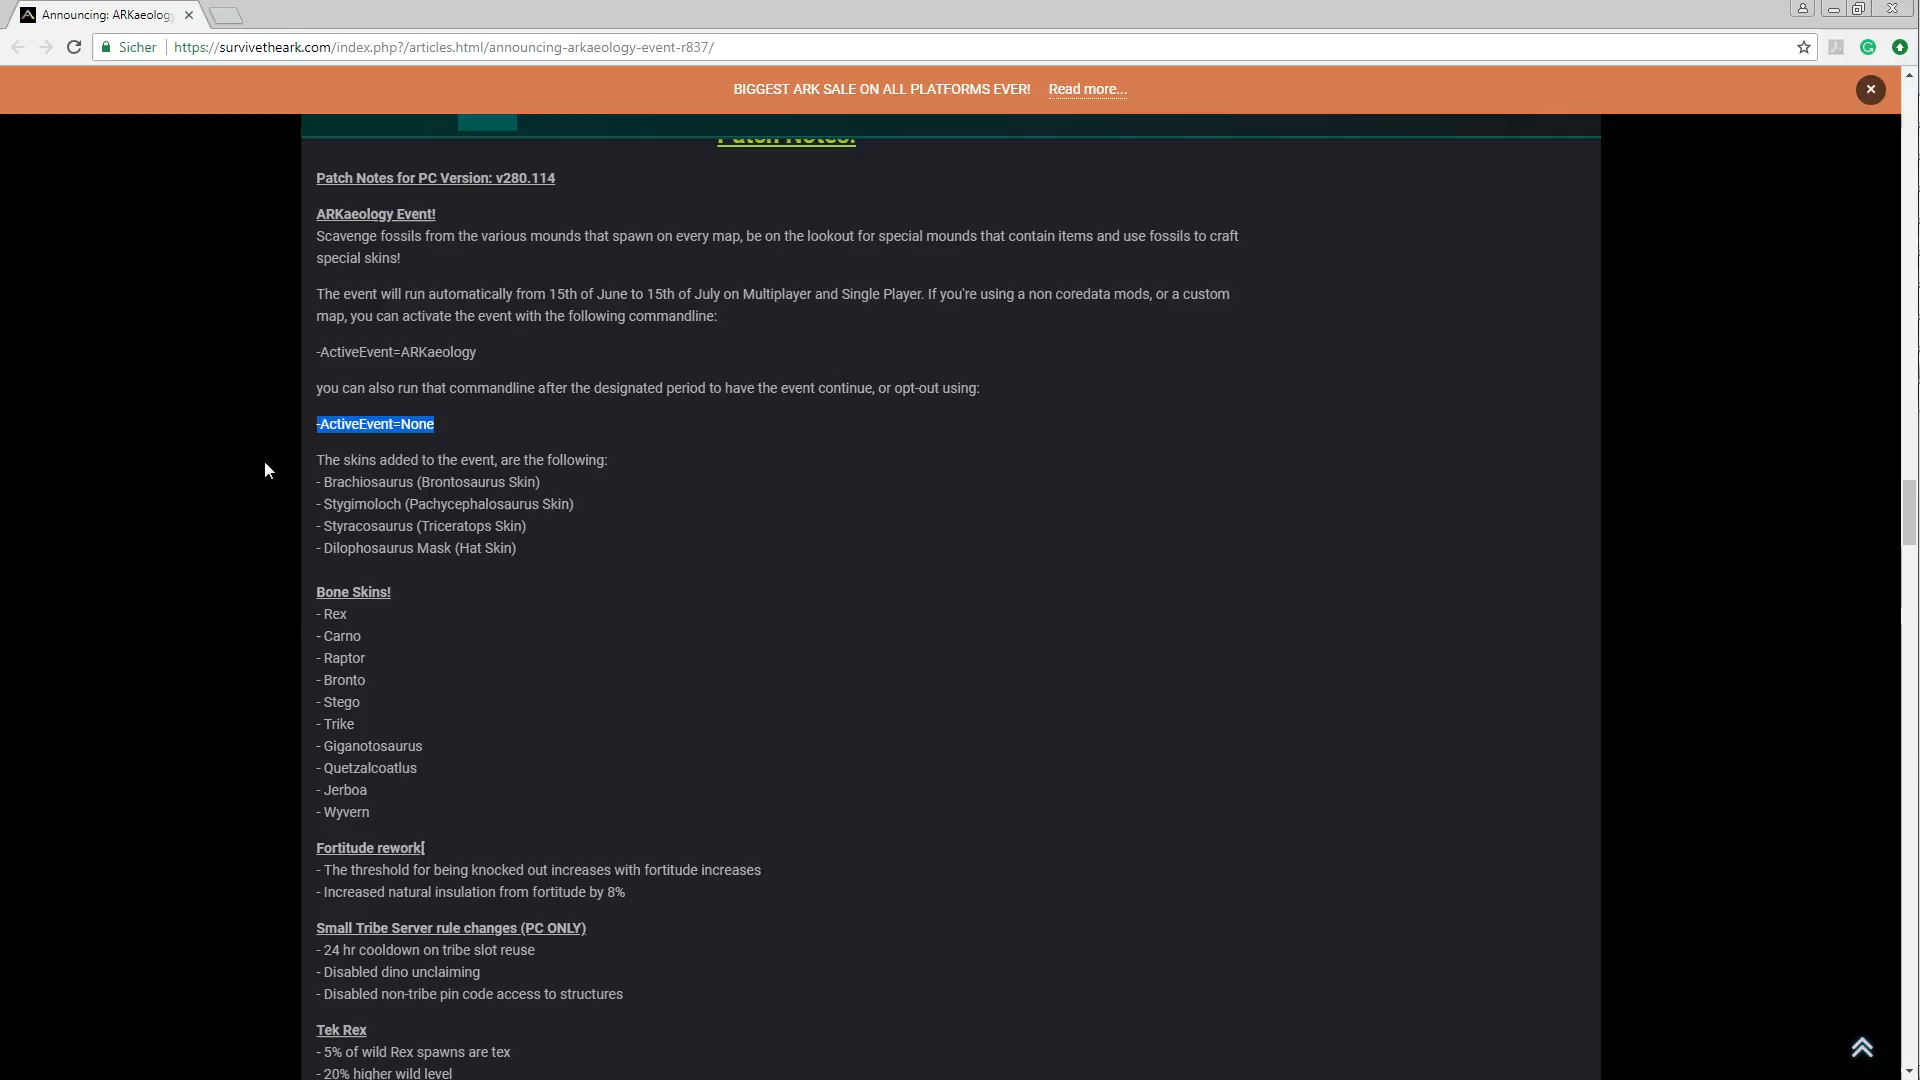 Announcing: ARKaeology
Sicher
https://survivetheark.com/index.php?/articles.html/announcing-arkaeology-event-r837/
BIGGEST ARK SALE ON ALL PLATFORMS EVER! Read more...
Patch Notes:
Patch Notes for PC Version: v280.114
ARKaeology Event!
Scavenge fossils from the various mounds that spawn on every map, be on the lookout for special mounds that contain items and use fossils to craft
special skins!
The event will run automatically from 15th of June to 15th of July on Multiplayer and Single Player. If you're using a non coredata mods, or a custom
map, you can activate the event with the following commandline:
-ActiveEvent=ARKaeology
you can also run that commandline after the designated period to have the event continue, or opt-out using:
-ActiveEvent=None
The skins added to the event, are the following:
- Brachiosaurus (Brontosaurus Skin)
- Stygimoloch (Pachycephalosaurus Skin)
- Styracosaurus (Triceratops Skin)
- Dilophosaurus Mask (Hat Skin)
Bone Skins!
- Rex
- Carno
- Raptor
- Bronto
- Stego
- Trike
- Giganotosaurus
- Quetzalcoatlus
- Jerboa
- Wyvern
Fortitude rework[
- The threshold for being knocked out increases with fortitude increases
- Increased natural insulation from fortitude by 8%
Small Tribe Server rule changes (PC ONLY)
- 24 hr cooldown on tribe slot reuse
- Disabled dino unclaiming
- Disabled non-tribe pin code access to structures
Tek Rex
- 5% of wild Rex spawns are tex
- 20% higher wild level